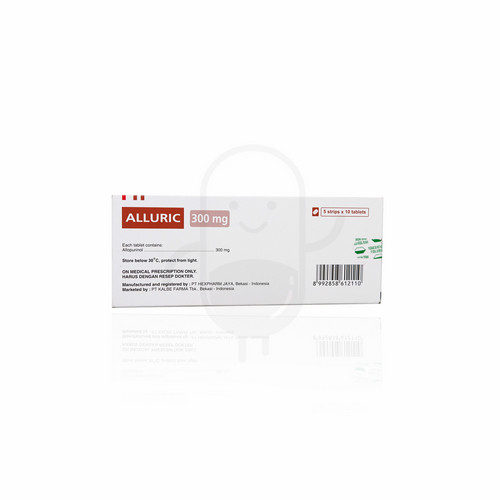 ALLURIC 300 mg
5 strips x 10 tablets
Each tablet contains:
Allopurinol ........................ 300 mg
Store below 30°C, protect from light.
ON MEDICAL PRESCRIPTION ONLY.
HARUS DENGAN RESEP DOKTER.
Manufactured and registered by : PT HEXPHARM JAYA, Bekasi - Indonesia
Marketed by : PT KALBE FARMA Tbk., Bekasi - Indonesia
8 992858 612110